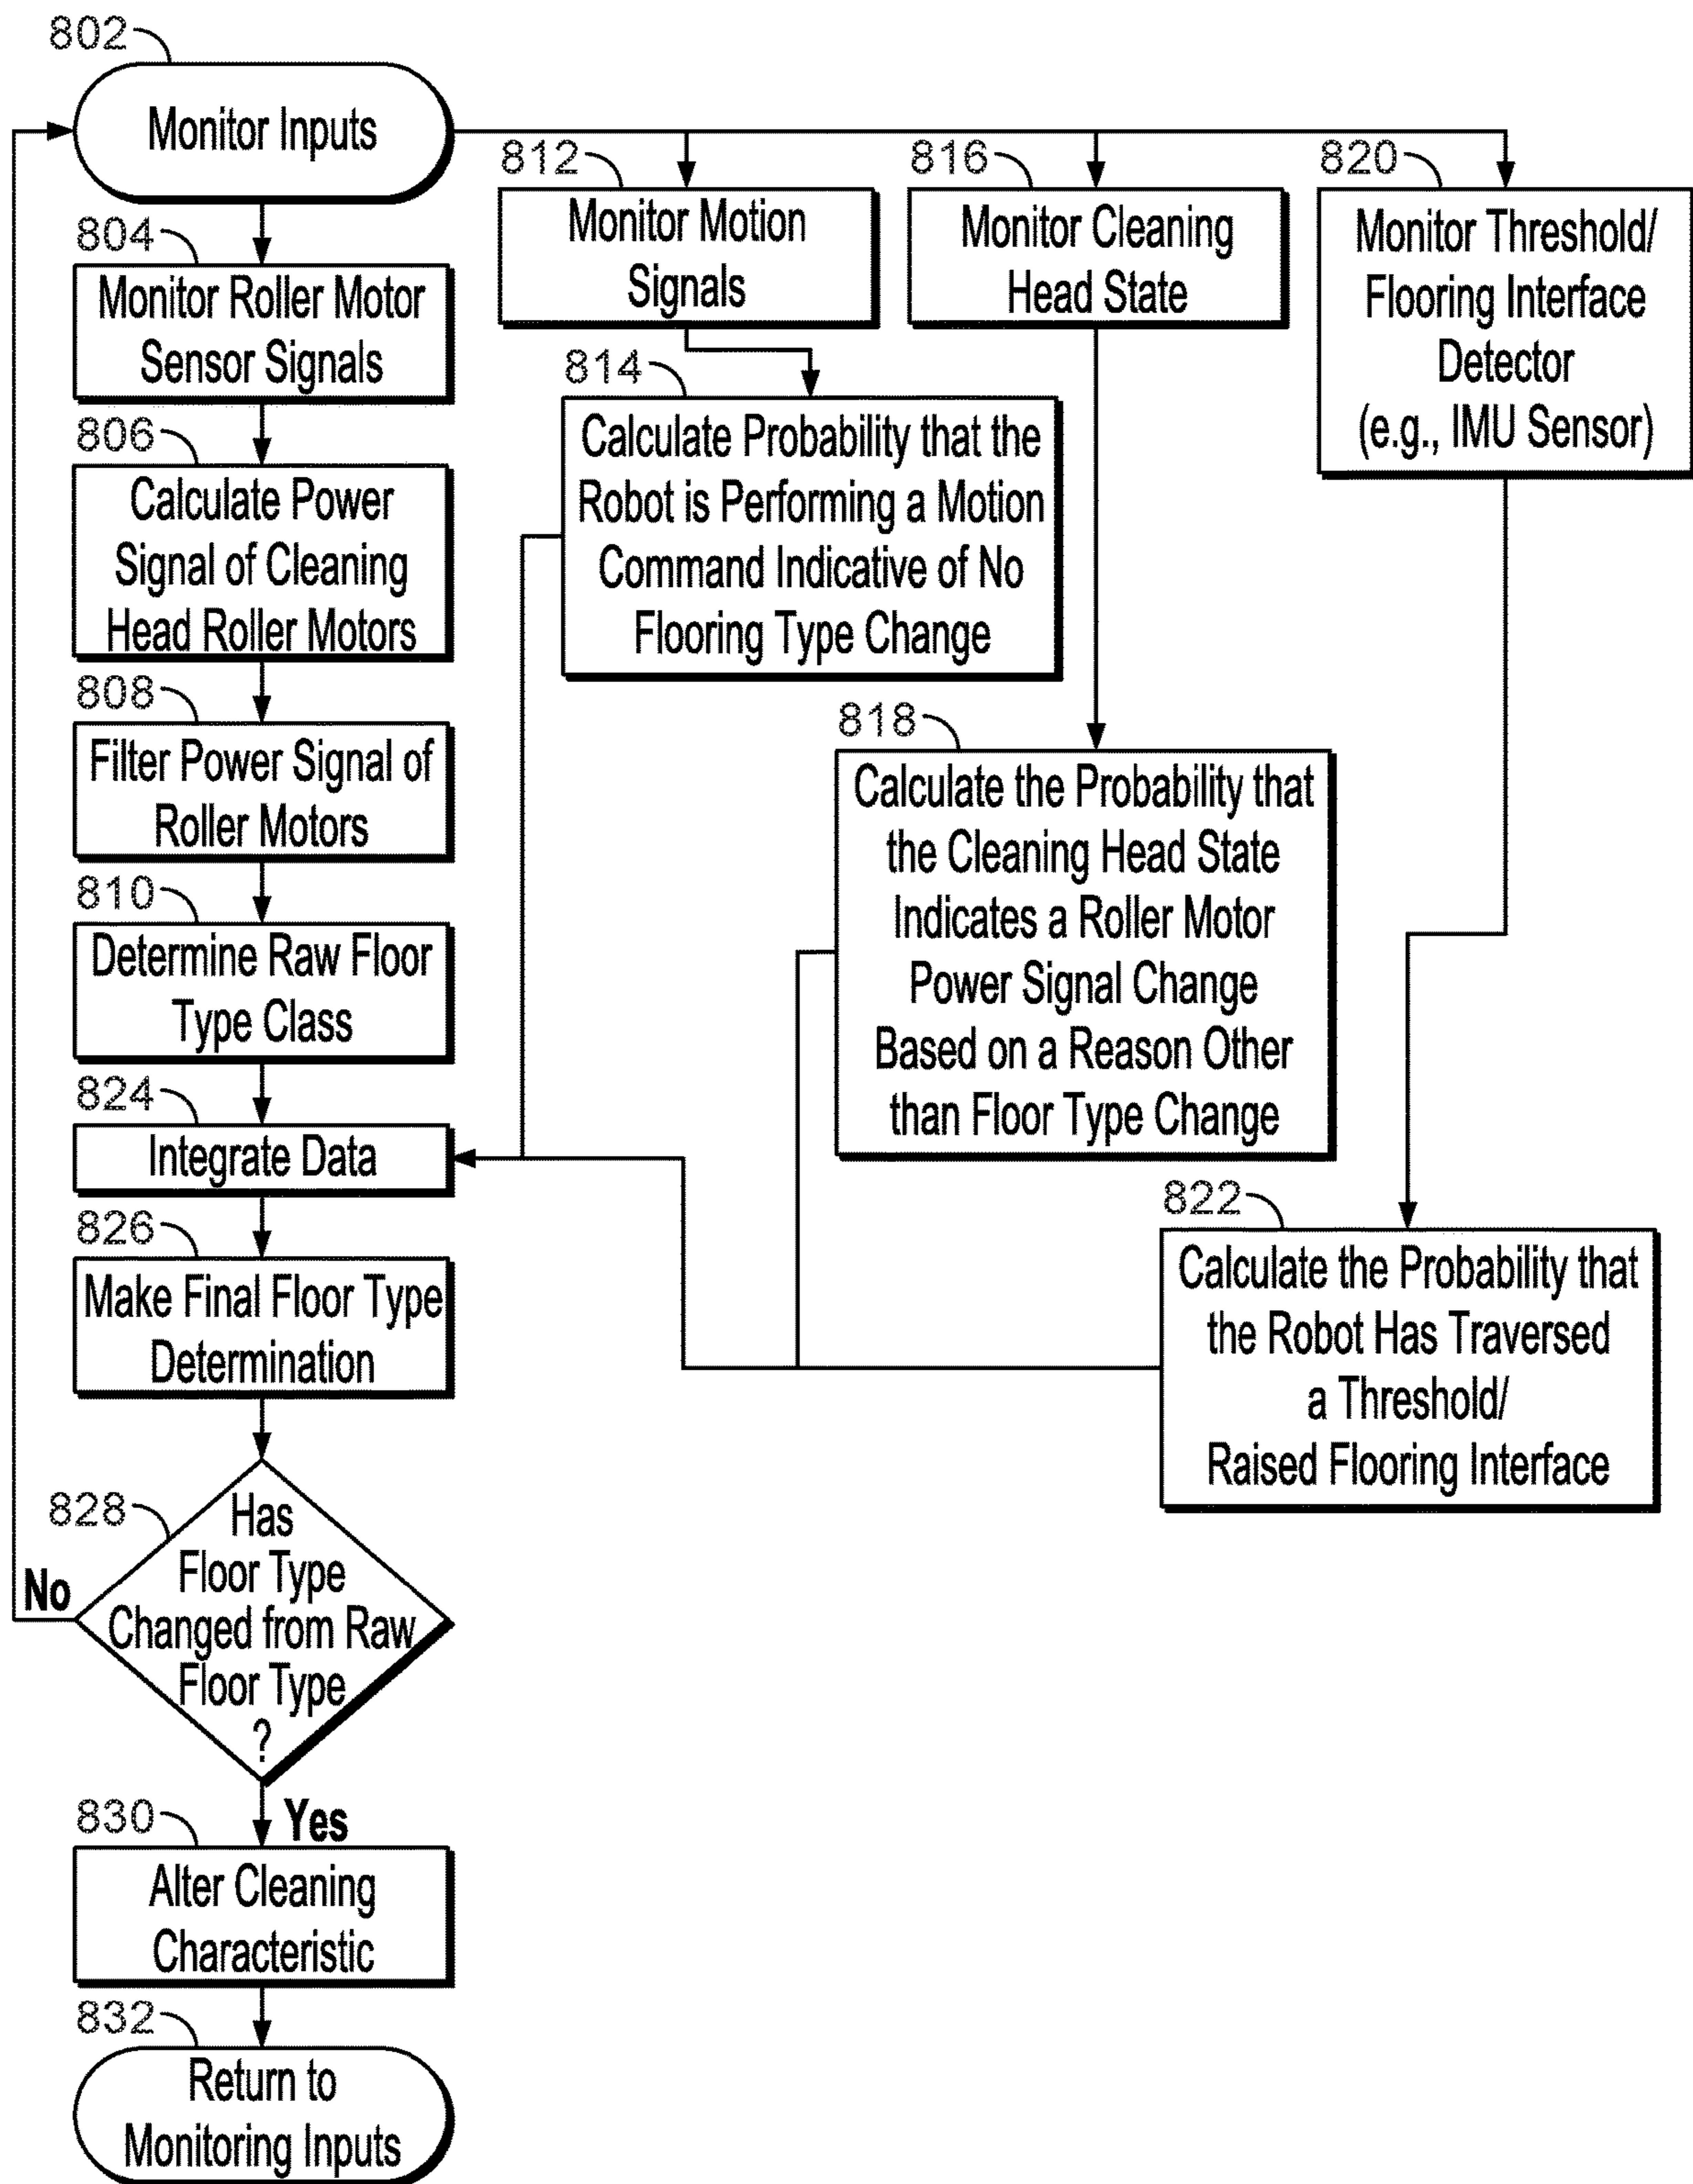 802
Monitor Inputs
804
Monitor Roller Motor
Sensor Signals
806
Calculate Power
Signal of Cleaning
Head Roller Motors
808
Filter Power Signal of
Roller Motors
810
Determine Raw Floor
Type Class
812
Monitor Motion
Signals
814
Calculate Probability that the
Robot is Performing a Motion
Command Indicative of No
Flooring Type Change
816
Monitor Cleaning
Head State
818
Calculate the Probability that
the Cleaning Head State
Indicates a Roller Motor
Power Signal Change
Based on a Reason Other
than Floor Type Change
820
Monitor Threshold/
Flooring Interface
Detector
(e.g., IMU Sensor)
822
Calculate the Probability that
the Robot Has Traversed
a Threshold/
Raised Flooring Interface
824
Integrate Data
826
Make Final Floor Type
Determination
828
Has
Floor Type
Changed from Raw
Floor Type
?
No
Yes
830
Alter Cleaning
Characteristic
832
Return to
Monitoring Inputs